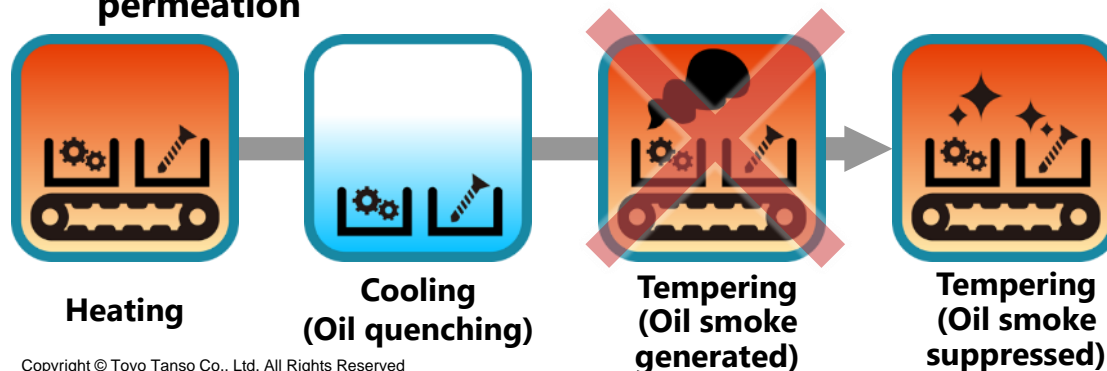 permeation
Heating
Cooling
(Oil quenching)
Tempering
(Oil smoke
generated)
Tempering
(Oil smoke
suppressed)
Copyright © Toyo Tanso Co., Ltd. All Rights Reserved